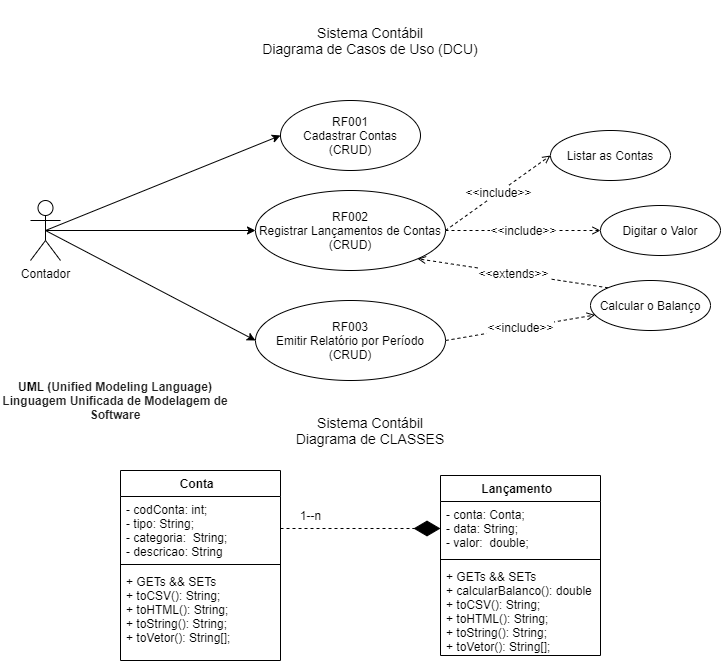 Sistema Contábil
Diagrama de Casos de Uso (DCU)
RF001
Cadastrar Contas
(CRUD)
Listar as Contas
<<include>>
RF002
Registrar Lançamentos de Contas
(CRUD)
<<include>>
Digitar o Valor
Contador
<<extends>>
Calcular o Balanço
RF003
Emitir Relatório por Período
(CRUD)
<<include>>
UML (Unified Modeling Language)
Linguagem Unificada de Modelagem de
Software
Sistema Contábil
Diagrama de CLASSES
Conta
- codConta: int;
- tipo: String;
- categoria:  String;
- descricao: String
+ GETs && SETs
+ toCSV(): String;
+ toHTML(): String;
+ toString(): String;
+ toVetor(): String[];
1--n
Lançamento
- conta: Conta;
- data: String;
- valor:  double;
+ GETs && SETs
+ calcularBalanco(): double
+ toCSV(): String;
+ toHTML(): String;
+ toString(): String;
+ toVetor(): String[];